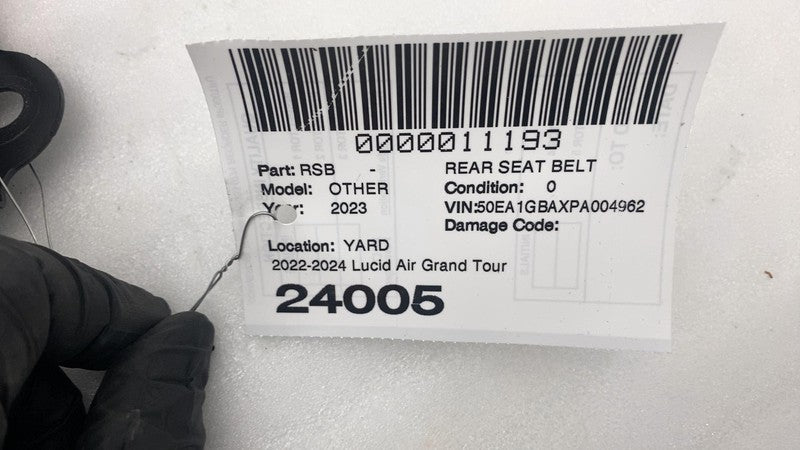 0000011193
Part: RSB - REAR SEAT BELT
Model: OTHER Condition: 0
Year: 2023 VIN:50EA1GBAXPA004962
Damage Code:
Location: YARD
2022-2024 Lucid Air Grand Tour
24005